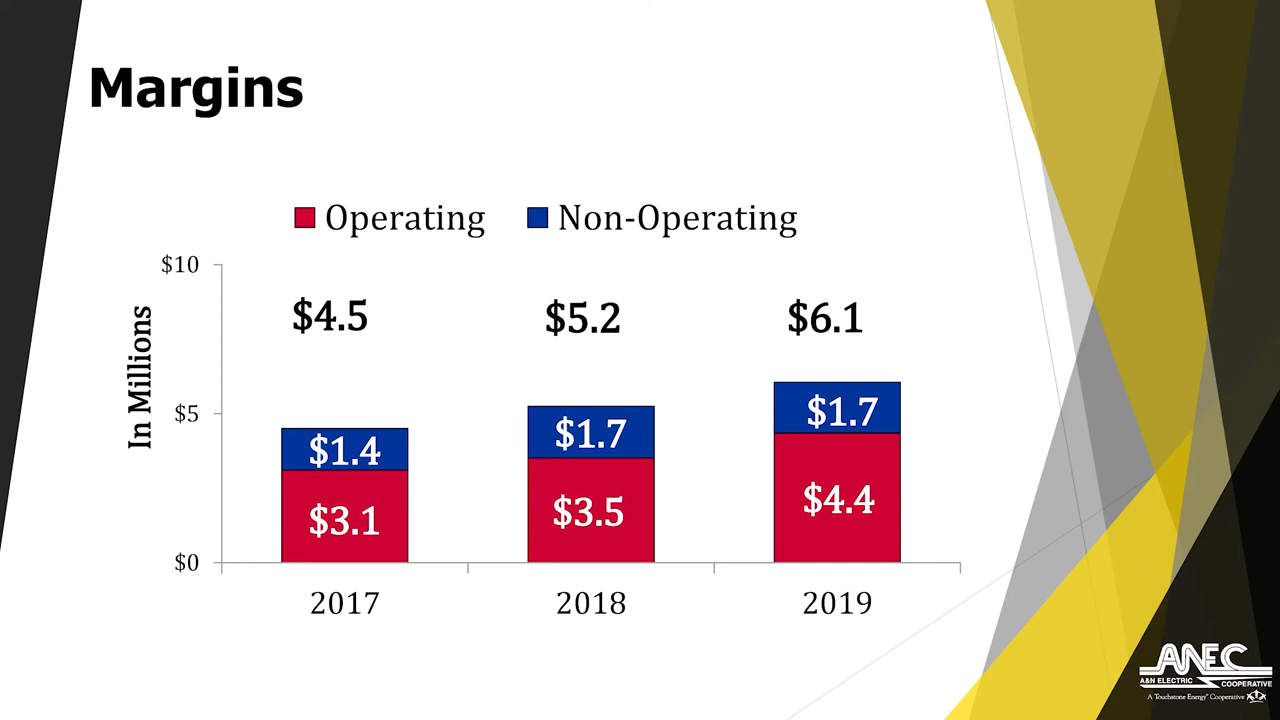 Margins
Operating Non-Operating
$10
$5
$0
In Millions
$4.5 $5.2 $6.1
$1.4 $1.7 $1.7
$3.1 $3.5 $4.4
2017 2018 2019
ANEC
A&N ELECTRIC COOPERATIVE
A Touchstone Energy® Cooperative